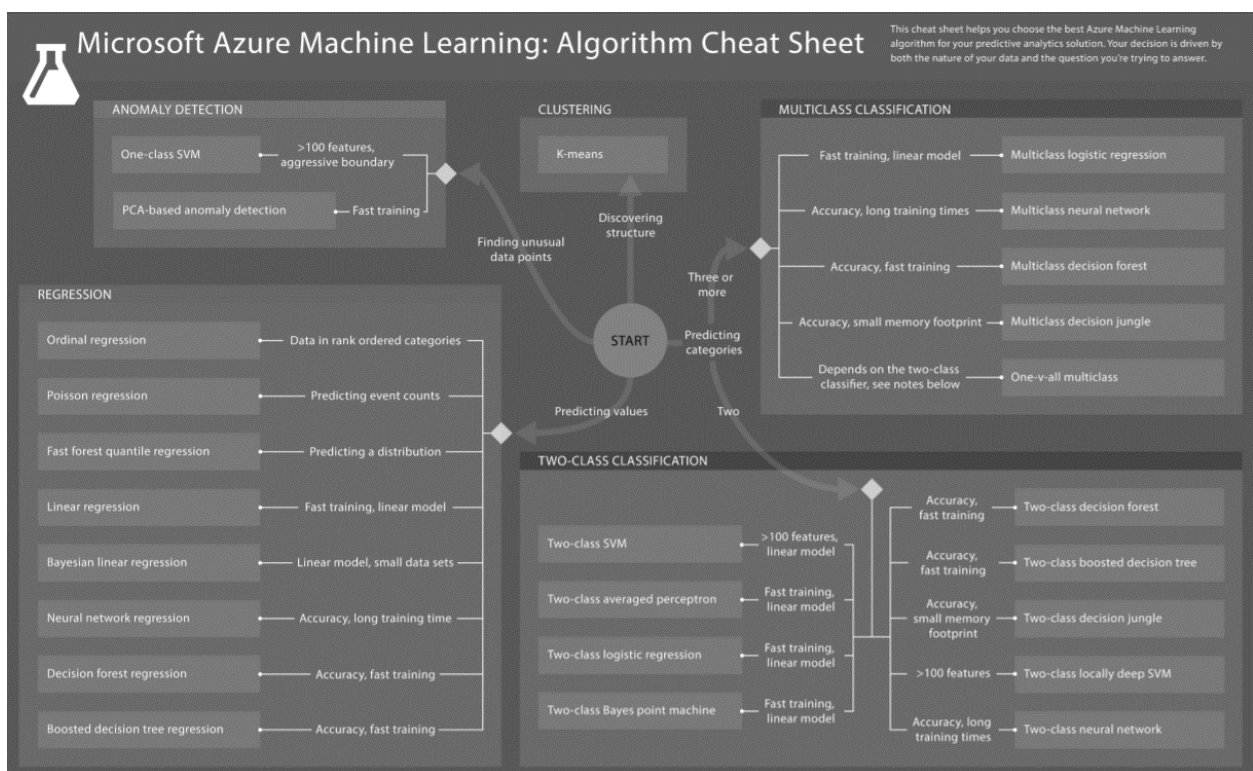 Microsoft Azure Machine Learning: Algorithm Cheat Sheet
This cheat sheet helps you choose the best Azure Machine Learning
algorithm for your predictive analytics solution. Your decision is driven by
both the nature of your data and the question you're trying to answer.
ANOMALY DETECTION
One-class SVM
>100 features,
aggressive boundary
PCA-based anomaly detection
Fast training
CLUSTERING
K-means
MULTICLASS CLASSIFICATION
Fast training, linear model
Multiclass logistic regression
Accuracy, long training times
Multiclass neural network
Accuracy, fast training
Multiclass decision forest
Accuracy, small memory footprint
Multiclass decision jungle
Depends on the two-class
classifier, see notes below
One-v-all multiclass
Finding unusual
data points
Discovering
structure
Three or
more
START
Predicting
categories
Predicting values
Two
REGRESSION
Ordinal regression
Data in rank ordered categories
Poisson regression
Predicting event counts
Fast forest quantile regression
Predicting a distribution
Linear regression
Fast training, linear model
Bayesian linear regression
Linear model, small data sets
Neural network regression
Accuracy, long training time
Decision forest regression
Accuracy, fast training
Boosted decision tree regression
Accuracy, fast training
TWO-CLASS CLASSIFICATION
Two-class SVM
>100 features,
linear model
Two-class averaged perceptron
Fast training,
linear model
Two-class logistic regression
Fast training,
linear model
Two-class Bayes point machine
Fast training,
linear model
Accuracy,
fast training
Two-class decision forest
Accuracy,
fast training
Two-class boosted decision tree
Accuracy,
small memory
footprint
Two-class decision jungle
>100 features
Two-class locally deep SVM
Accuracy, long
training times
Two-class neural network